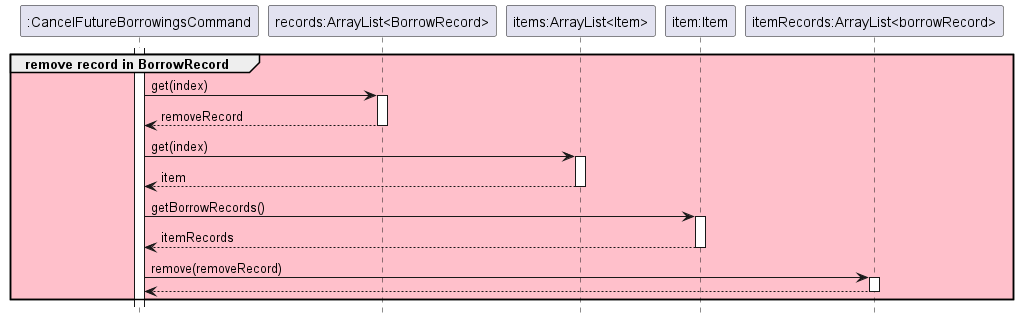 :CancelFutureBorrowingsCommand
records:ArrayList<BorrowRecord>
items:ArrayList<Item>
item:Item
itemRecords:ArrayList<borrowRecord>
remove record in BorrowRecord
get(index)
removeRecord
get(index)
item
getBorrowRecords()
itemRecords
remove(removeRecord)